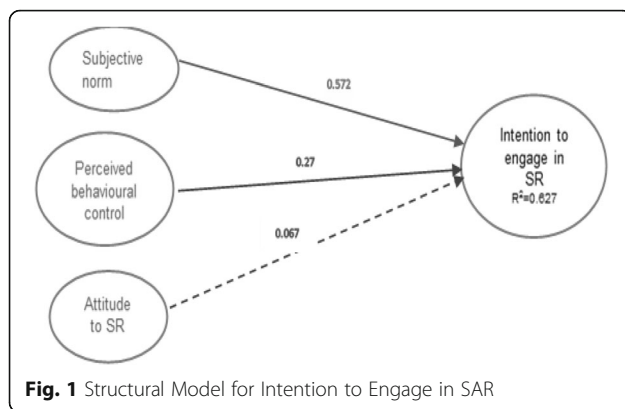 Subjective
norm
0.572
Perceived
behavioural
control
0.27
Intention to
engage in
SR
R²=0.627
0.067
Attitude
to SR
Fig. 1 Structural Model for Intention to Engage in SAR